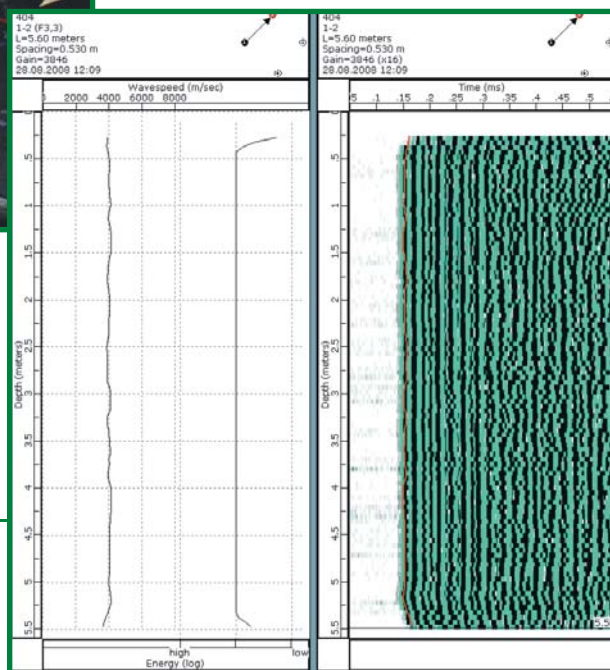 404
1-2 (F3,3)
L=5.60 meters
Spacing=0.530 m
Gain=3846
28.08.2008 12:09
Wavespeed (m/sec)
0 2000 4000 6000 8000
Depth (meters)
0
.5
1
1.5
2
2.5
3
3.5
4
4.5
5
5.5
high low
Energy (log)
404
1-2
L=5.60 meters
Spacing=0.530 m
Gain=3846 (x16)
28.08.2008 12:09
Time (ms)
.1 .15 .2 .25 .3 .35 .4 .45 .5
Depth (meters)
0
.5
1
1.5
2
2.5
3
3.5
4
4.5
5
5.5
5.5